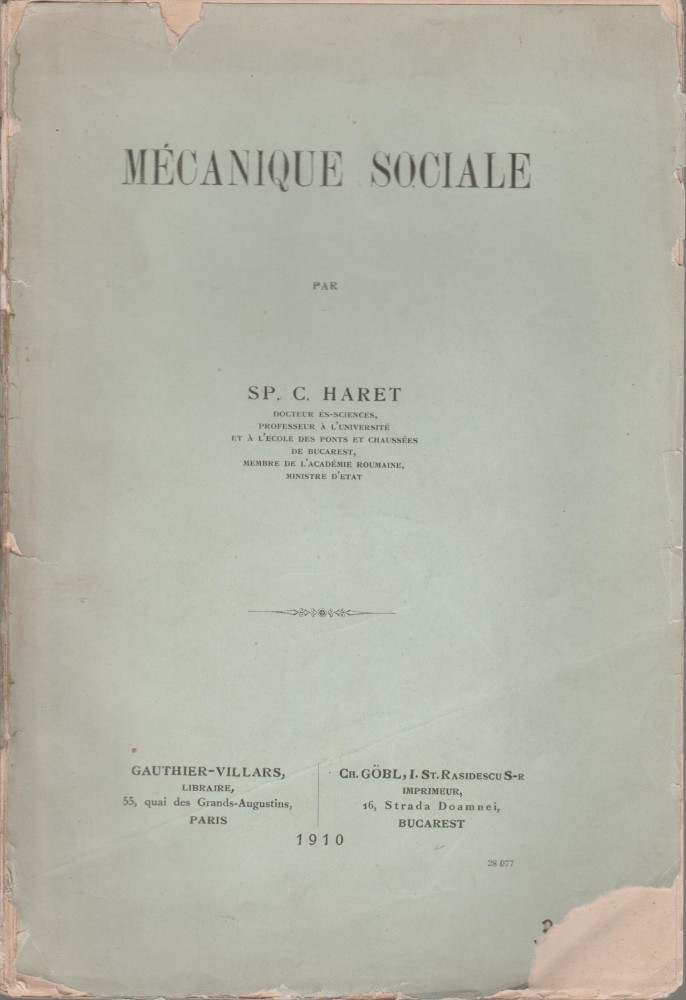 MÉCANIQUE SOCIALE
PAR
SP. C. HARET
DOCTEUR ÉS-SCIENCES,
PROFESSEUR À L'UNIVERSITÉ
ET À L'ECOLE DES PONTS ET CHAUSSÉES
DE BUCAREST,
MEMBRE DE L'ACADÉMIE ROUMAINE,
MINISTRE D'ETAT
GAUTHIER-VILLARS,
LIBRAIRE,
55, quai des Grands-Augustins,
PARIS
CH. GÖBL, I. ST. RASIDESCU S-R
IMPRIMEUR,
16, Strada Doamnei,
BUCAREST
1910
28 077